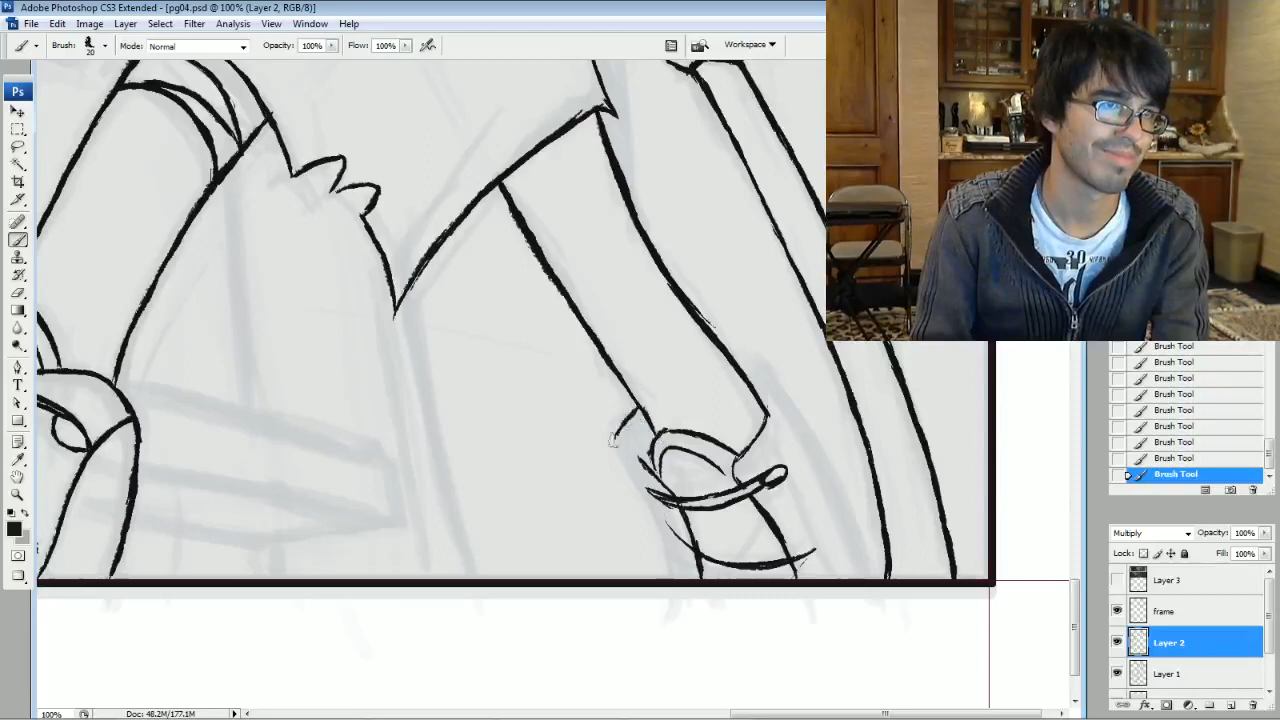 Adobe Photoshop CS3 Extended - [pg04.psd @ 100% (Layer 2, RGB/8)]
File Edit Image Layer Select Filter Analysis View Window Help
Brush: 20 Mode: Normal Opacity: 100% Flow: 100% Workspace
Ps
30
Brush Tool
Brush Tool
Brush Tool
Brush Tool
Brush Tool
Brush Tool
Brush Tool
Brush Tool
Brush Tool
Multiply Opacity: 100%
Lock: Fill: 100%
Layer 3
frame
Layer 2
Layer 1
100% Doc: 48.2M/177.1M